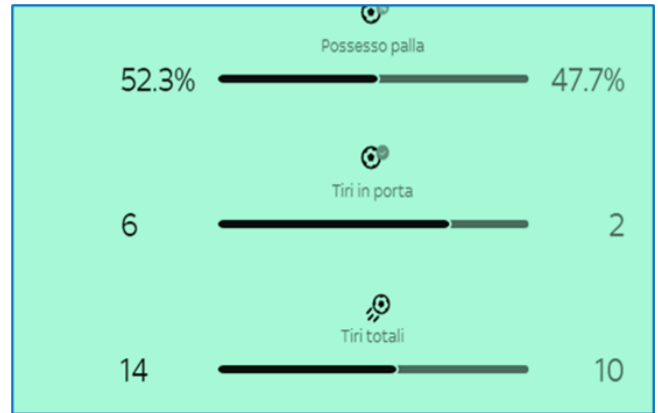 Possesso palla
52.3% 47.7%
Tiri in porta
6 2
Tiri totali
14 10